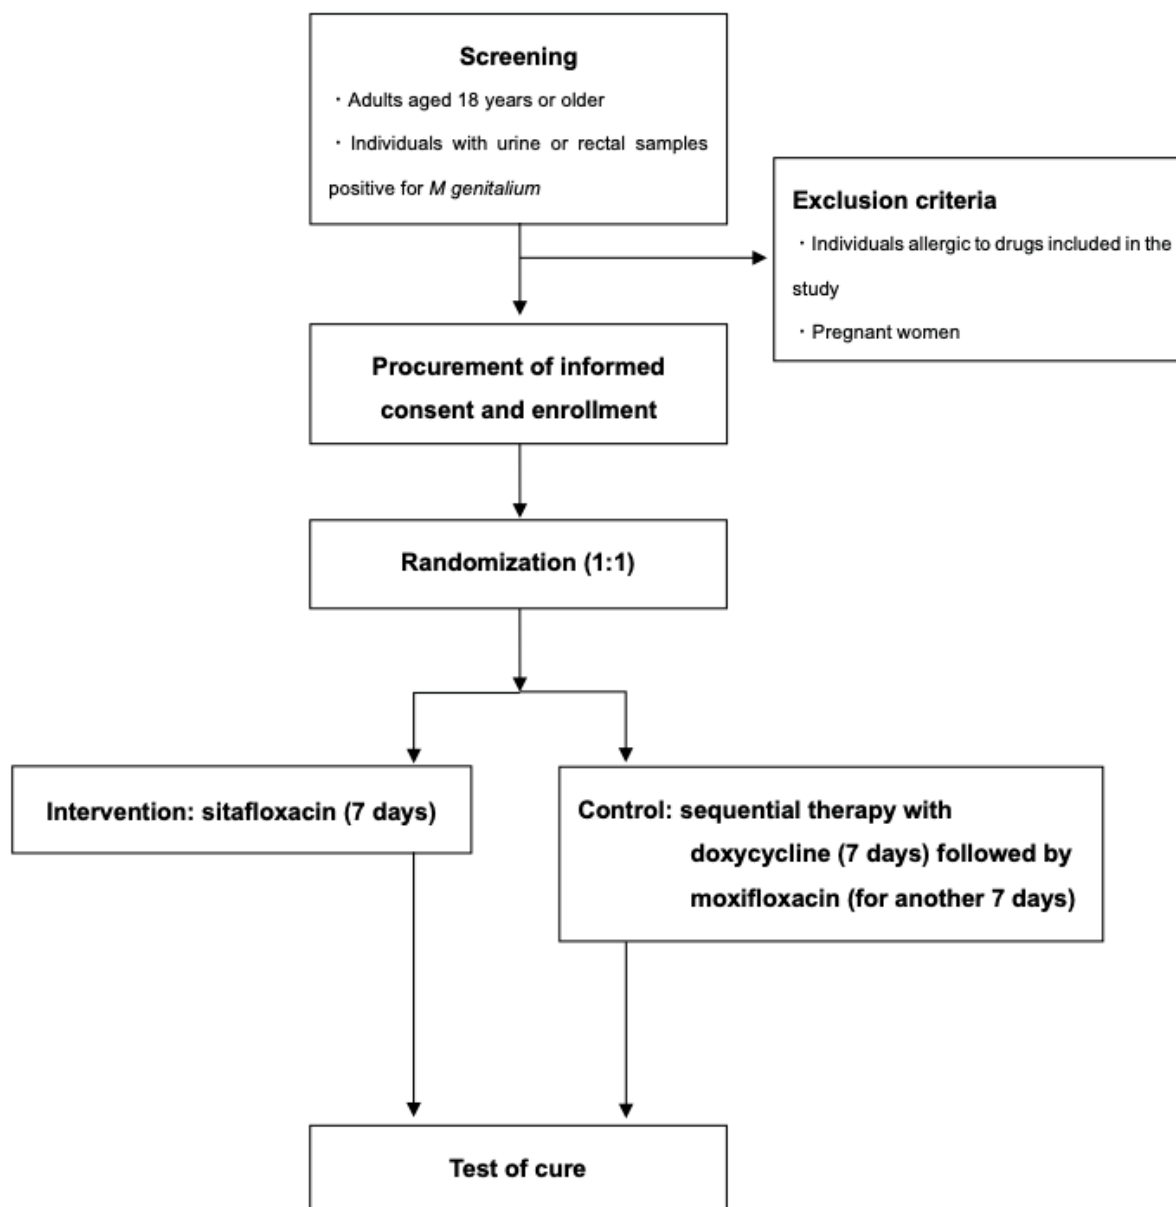 Screening
・Adults aged 18 years or older
・Individuals with urine or rectal samples
positive for M genitalium
Exclusion criteria
・Individuals allergic to drugs included in the
study
・Pregnant women
Procurement of informed
consent and enrollment
Randomization (1:1)
Intervention: sitafloxacin (7 days)
Control: sequential therapy with
doxycycline (7 days) followed by
moxifloxacin (for another 7 days)
Test of cure